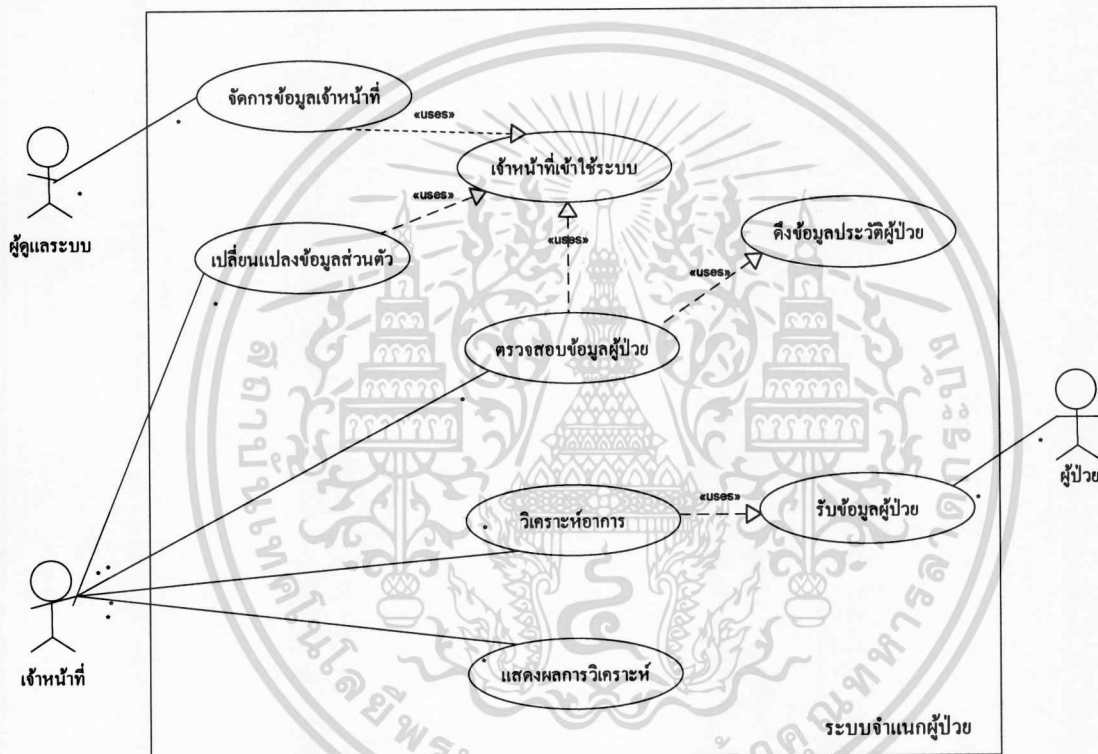 จัดการข้อมูลเจ้าหน้าที่
«uses»
เจ้าหน้าที่เข้าใช้ระบบ
ผู้ดูแลระบบ
«uses»
เปลี่ยนแปลงข้อมูลส่วนตัว
«uses»
ดึงข้อมูลประวัติผู้ป่วย
«uses»
ตรวจสอบข้อมูลผู้ป่วย
ผู้ป่วย
วิเคราะห์อาการ
«uses»
รับข้อมูลผู้ป่วย
เจ้าหน้าที่
แสดงผลการวิเคราะห์
ระบบจำแนกผู้ป่วย